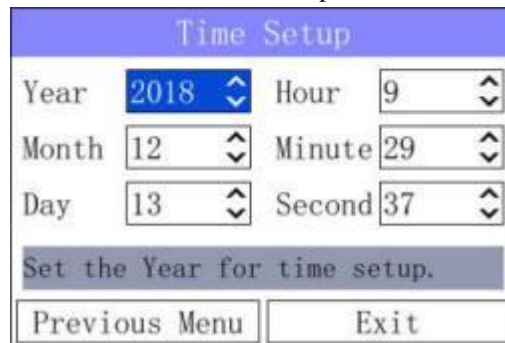 Time Setup
Year 2018 Hour 9
Month 12 Minute 29
Day 13 Second 37
Set the Year for time setup.
Previous Menu Exit